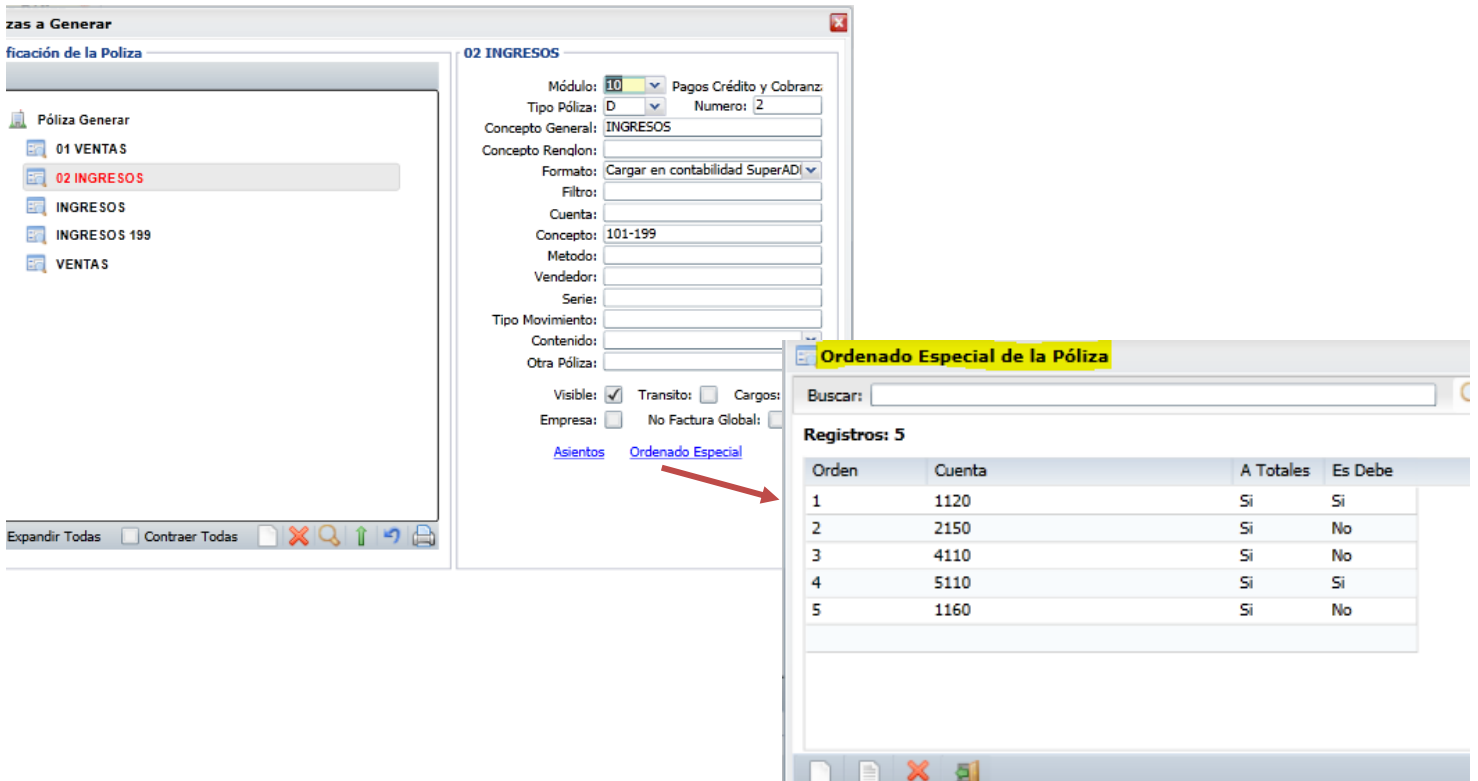 zas a Generar
ficación de la Poliza
Póliza Generar
01 VENTAS
02 INGRESOS
INGRESOS
INGRESOS 199
VENTAS
Expandir Todas Contraer Todas
02 INGRESOS
Módulo: 10 Pagos Crédito y Cobranz
Tipo Póliza: D Numero: 2
Concepto General: INGRESOS
Concepto Renglon:
Formato: Cargar en contabilidad SuperAD
Filtro:
Cuenta:
Concepto: 101-199
Metodo:
Vendedor:
Serie:
Tipo Movimiento:
Contenido:
Otra Póliza:
Visible: Transito: Cargos:
Empresa: No Factura Global:
Asientos Ordenado Especial
Ordenado Especial de la Póliza
Buscar:
Registros: 5
Orden Cuenta A Totales Es Debe
1 1120 Si Si
2 2150 Si No
3 4110 Si No
4 5110 Si Si
5 1160 Si No